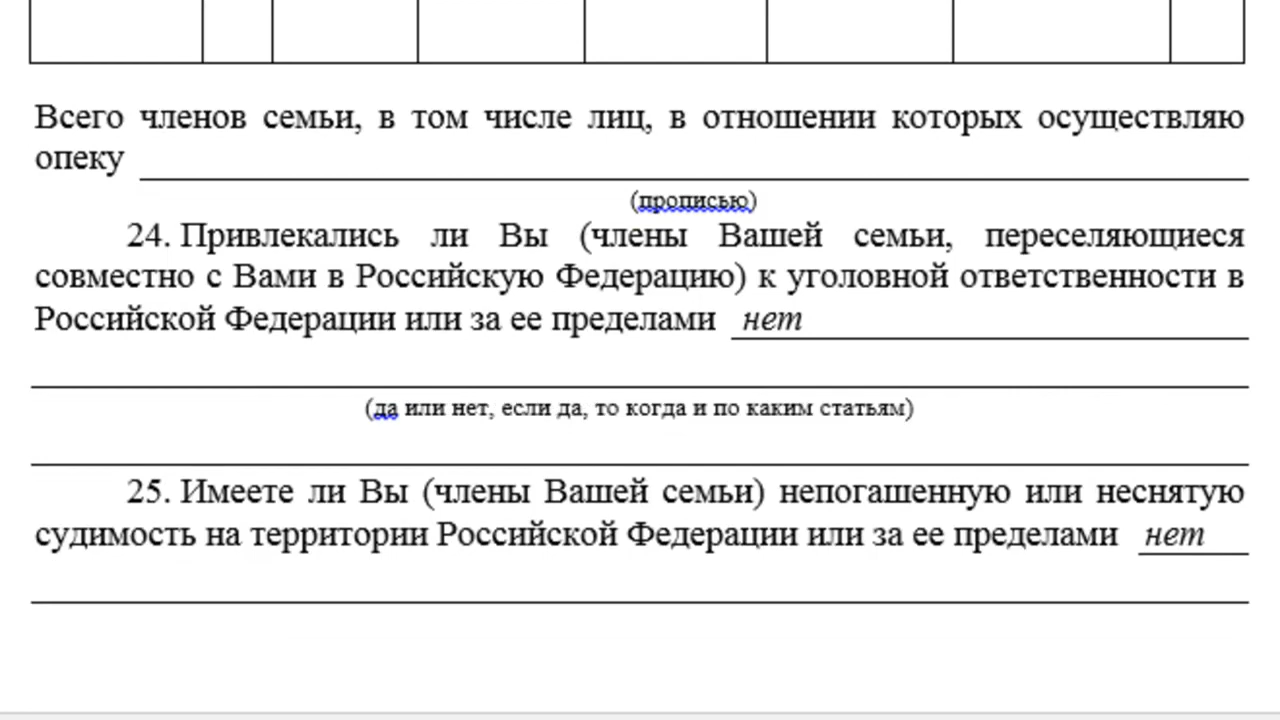 Всего членов семьи, в том числе лиц, в отношении которых осуществляю
опеку
(прописью)
24. Привлекались ли Вы (члены Вашей семьи, переселяющиеся
совместно с Вами в Российскую Федерацию) к уголовной ответственности в
Российской Федерации или за ее пределами нет
(да или нет, если да, то когда и по каким статьям)
25. Имеете ли Вы (члены Вашей семьи) непогашенную или неснятую
судимость на территории Российской Федерации или за ее пределами нет